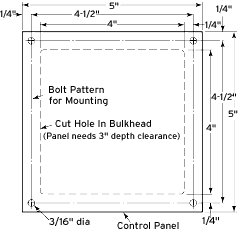 5"
1/4"
1/4"
4-1/2"
1/4"
4"
Bolt Pattern
for Mounting
Cut Hole In Bulkhead
(Panel needs 3" depth clearance)
4-1/2"
4"
5"
3/16" dia
Control Panel
1/4"